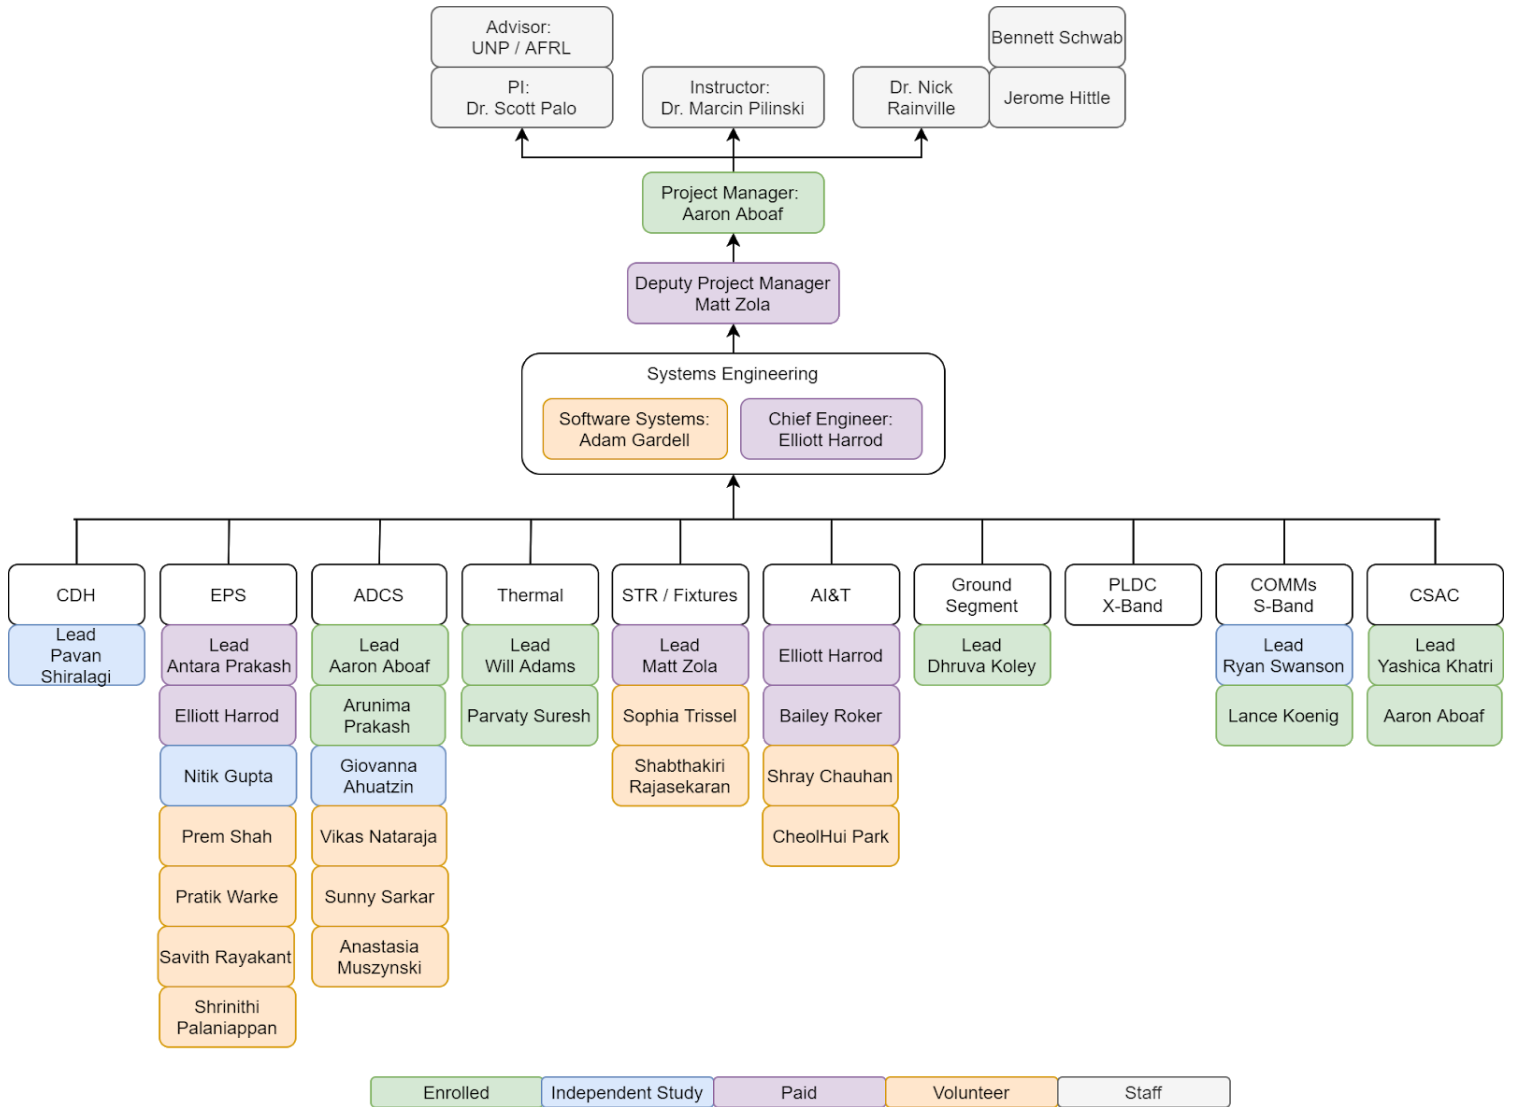 Advisor:
UNP / AFRL
PI:
Dr. Scott Palo
Instructor:
Dr. Marcin Pilinski
Dr. Nick
Rainville
Bennett Schwab
Jerome Hittle
Project Manager:
Aaron Aboaf
Deputy Project Manager
Matt Zola
Systems Engineering
Software Systems:
Adam Gardell
Chief Engineer:
Elliott Harrod
CDH
Lead
Pavan
Shiralagi
EPS
Lead
Antara Prakash
Elliott Harrod
Nitik Gupta
Prem Shah
Pratik Warke
Savith Rayakant
Shrinithi
Palaniappan
ADCS
Lead
Aaron Aboaf
Arunima
Prakash
Giovanna
Ahuatzin
Vikas Nataraja
Sunny Sarkar
Anastasia
Muszynski
Thermal
Lead
Will Adams
Parvaty Suresh
STR / Fixtures
Lead
Matt Zola
Sophia Trissel
Shabthakiri
Rajasekaran
AI&T
Elliott Harrod
Bailey Roker
Shray Chauhan
CheolHui Park
Ground
Segment
Lead
Dhruva Koley
PLDC
X-Band
COMMs
S-Band
Lead
Ryan Swanson
Lance Koenig
CSAC
Lead
Yashica Khatri
Aaron Aboaf
Enrolled
Independent Study
Paid
Volunteer
Staff